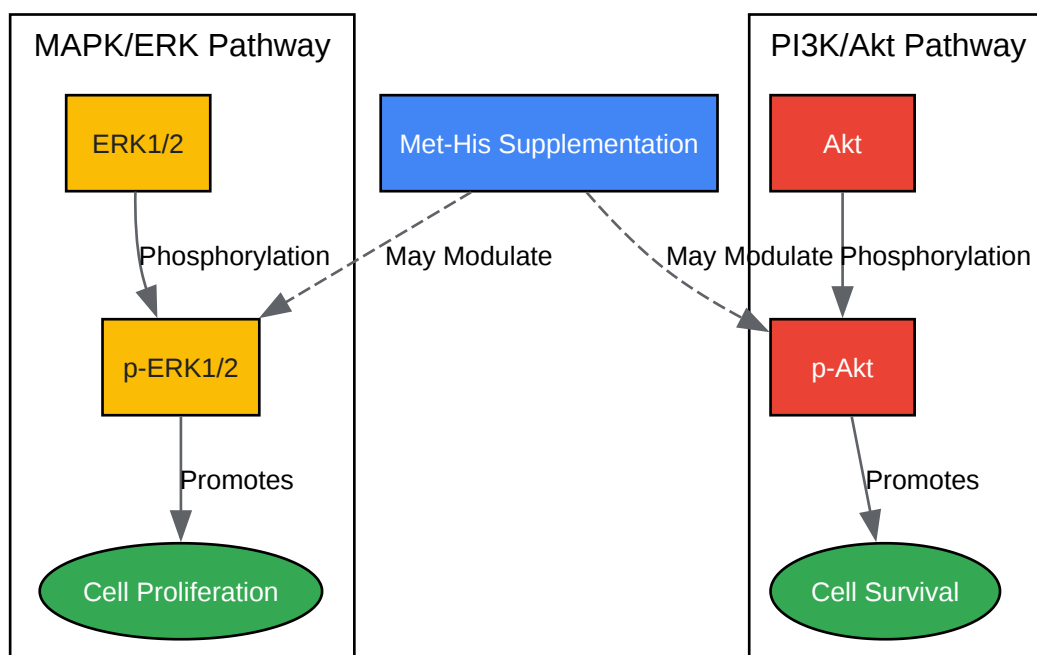 MAPK/ERK Pathway
PI3K/Akt Pathway
ERK1/2
Met-His Supplementation
Akt
Phosphorylation
May Modulate
May Modulate
Phosphorylation
p-ERK1/2
p-Akt
Promotes
Promotes
Cell Proliferation
Cell Survival